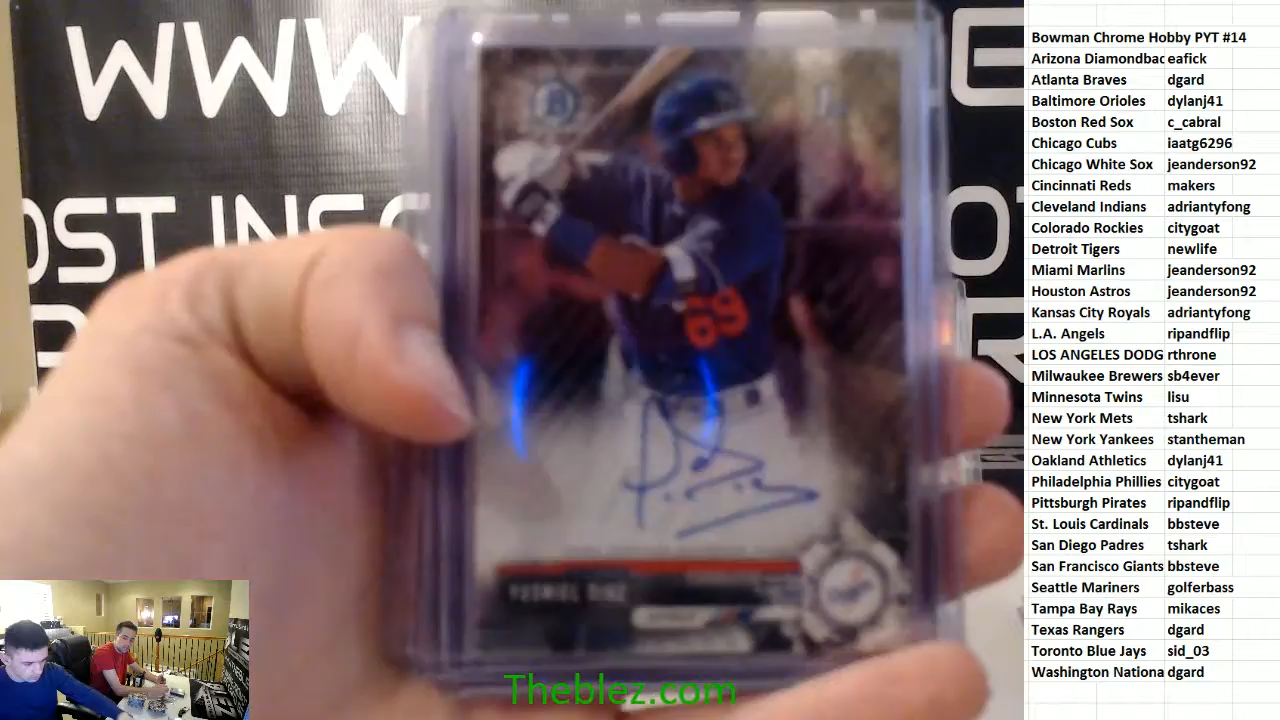 WWW
OST INSC
69
YUSNIEL DIAZ
Theblez.com
Bowman Chrome Hobby PYT #14
Arizona Diamondbac eafick
Atlanta Braves dgard
Baltimore Orioles dylanj41
Boston Red Sox c_cabral
Chicago Cubs iaatg6296
Chicago White Sox jeanderson92
Cincinnati Reds makers
Cleveland Indians adriantyfong
Colorado Rockies citygoat
Detroit Tigers newlife
Miami Marlins jeanderson92
Houston Astros jeanderson92
Kansas City Royals adriantyfong
L.A. Angels ripandflip
LOS ANGELES DODG rthrone
Milwaukee Brewers sb4ever
Minnesota Twins lisu
New York Mets tshark
New York Yankees stantheman
Oakland Athletics dylanj41
Philadelphia Phillies citygoat
Pittsburgh Pirates ripandflip
St. Louis Cardinals bbsteve
San Diego Padres tshark
San Francisco Giants bbsteve
Seattle Mariners golferbass
Tampa Bay Rays mikaces
Texas Rangers dgard
Toronto Blue Jays sid_03
Washington Nationa dgard